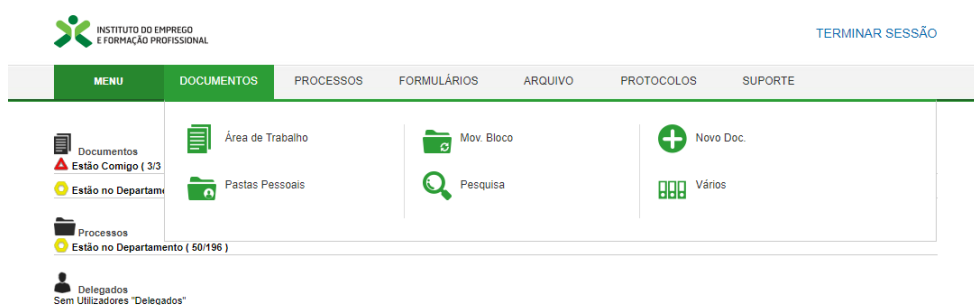 INSTITUTO DO EMPREGO
E FORMAÇÃO PROFISSIONAL
TERMINAR SESSÃO
MENU DOCUMENTOS PROCESSOS FORMULÁRIOS ARQUIVO PROTOCOLOS SUPORTE
Área de Trabalho Mov. Bloco Novo Doc.
Pastas Pessoais Pesquisa Vários
Documentos
Estão Comigo ( 3/3
Estão no Departame
Processos
Estão no Departamento ( 50/196 )
Delegados
Sem Utilizadores "Delegados"